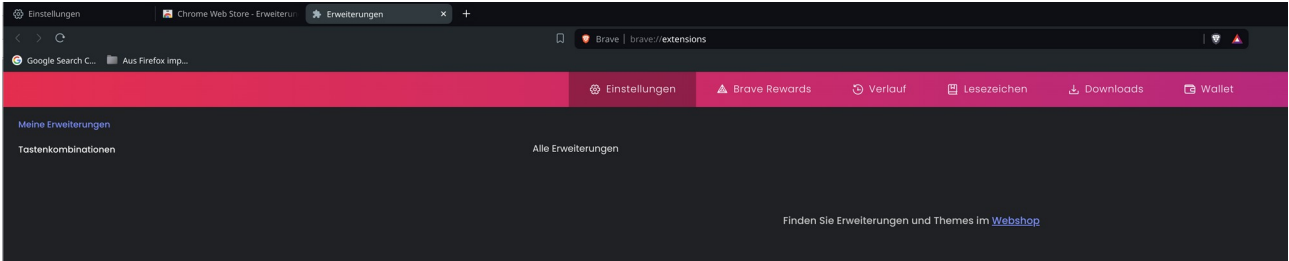 Einstellungen
Chrome Web Store - Erweiterun
Erweiterungen
Brave | brave://extensions
Google Search C...
Aus Firefox imp...
Einstellungen
Brave Rewards
Verlauf
Lesezeichen
Downloads
Wallet
Meine Erweiterungen
Tastenkombinationen
Alle Erweiterungen
Finden Sie Erweiterungen und Themes im Webshop